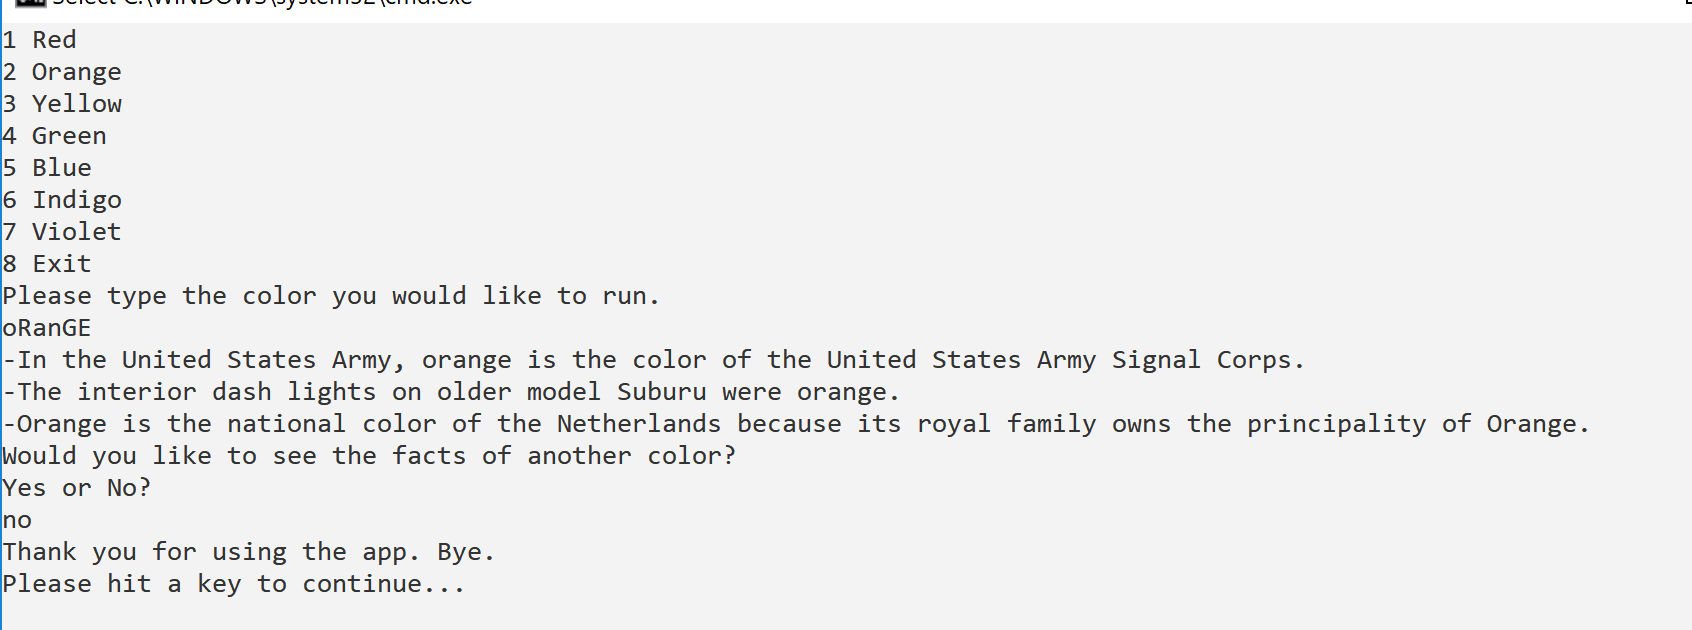 Select C:\WINDOWS\system32\cmd.exe
1 Red
2 Orange
3 Yellow
4 Green
5 Blue
6 Indigo
7 Violet
8 Exit
Please type the color you would like to run.
oRanGE
-In the United States Army, orange is the color of the United States Army Signal Corps.
-The interior dash lights on older model Suburu were orange.
-Orange is the national color of the Netherlands because its royal family owns the principality of Orange.
Would you like to see the facts of another color?
Yes or No?
no
Thank you for using the app. Bye.
Please hit a key to continue...